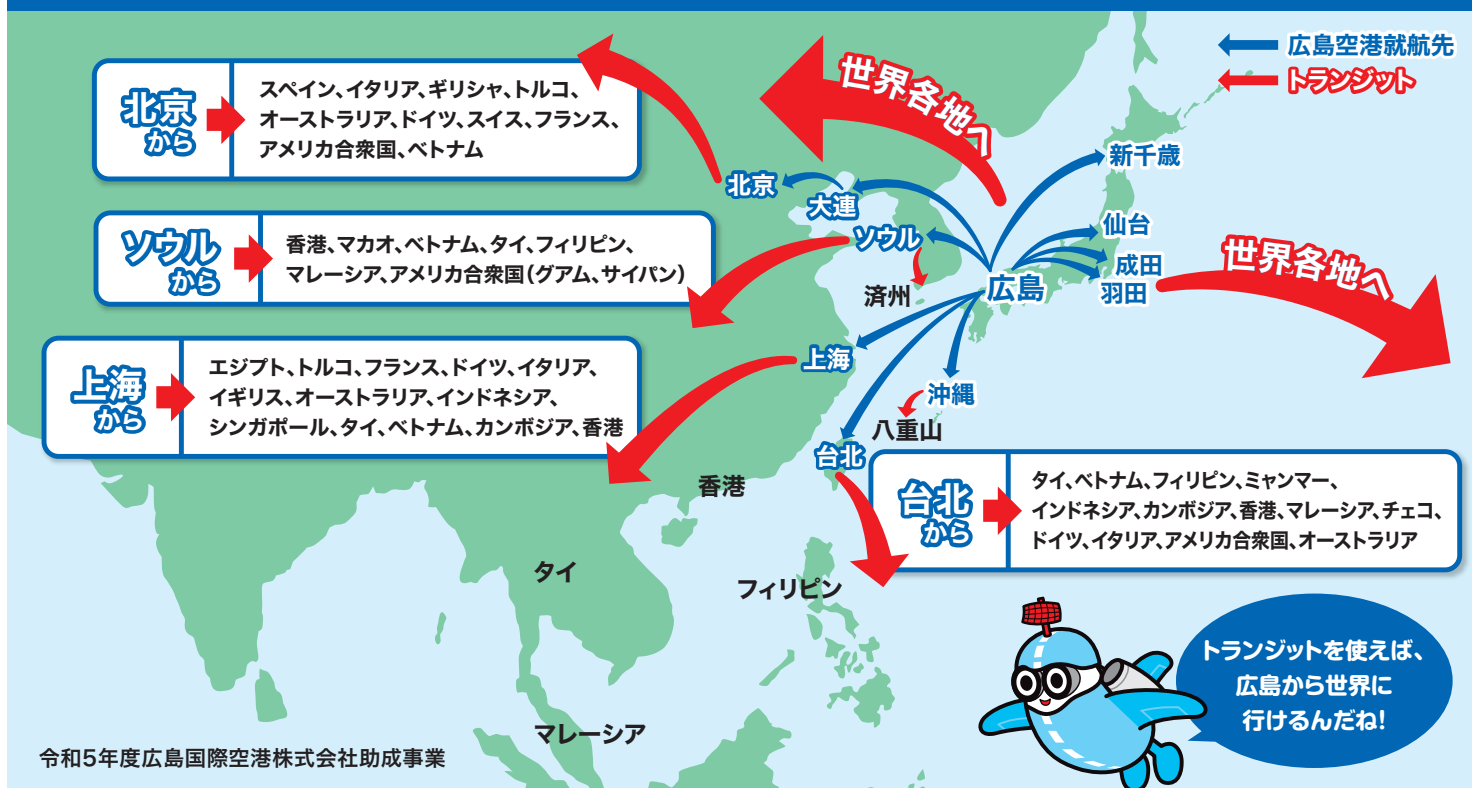 広島空港就航先
トランジット
世界各地へ
北京
から
スペイン、イタリア、ギリシャ、トルコ、
オーストラリア、ドイツ、スイス、フランス、
アメリカ合衆国、ベトナム
新千歳
北京
大連
仙台
ソウル
から
香港、マカオ、ベトナム、タイ、フィリピン、
マレーシア、アメリカ合衆国(グアム、サイパン)
ソウル
成田
世界各地へ
済州
広島
羽田
上海
から
エジプト、トルコ、フランス、ドイツ、イタリア、
イギリス、オーストラリア、インドネシア、
シンガポール、タイ、ベトナム、カンボジア、香港
上海
沖縄
八重山
台北
香港
台北
から
タイ、ベトナム、フィリピン、ミャンマー、
インドネシア、カンボジア、香港、マレーシア、チェコ、
ドイツ、イタリア、アメリカ合衆国、オーストラリア
タイ
フィリピン
トランジットを使えば、
広島から世界に
行けるんだね!
マレーシア
令和5年度広島国際空港株式会社助成事業